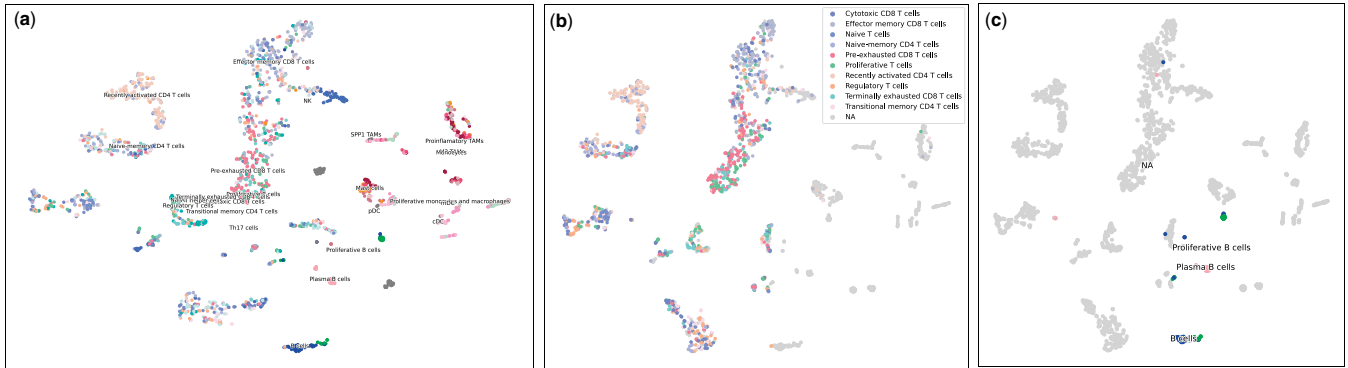 (a)
Effector memory CD8 T cells
Recently activated CD4 T cells
NK
SPP1 TAMs
Proinflamatory TAMs
Monocytes
Naive-memory CD4 T cells
Pre-exhausted CD8 T cells
Mast cells
Terminally exhausted CD8 T cells
Regulatory T cells
Transitional memory CD4 T cells
pDC
Proliferative monocytes and macrophages
cDC
Th17 cells
Proliferative B cells
Plasma B cells
B cells
(b)
Cytotoxic CD8 T cells
Effector memory CD8 T cells
Naive T cells
Naive-memory CD4 T cells
Pre-exhausted CD8 T cells
Proliferative T cells
Recently activated CD4 T cells
Regulatory T cells
Terminally exhausted CD8 T cells
Transitional memory CD4 T cells
NA
(c)
NA
Proliferative B cells
Plasma B cells
B cells